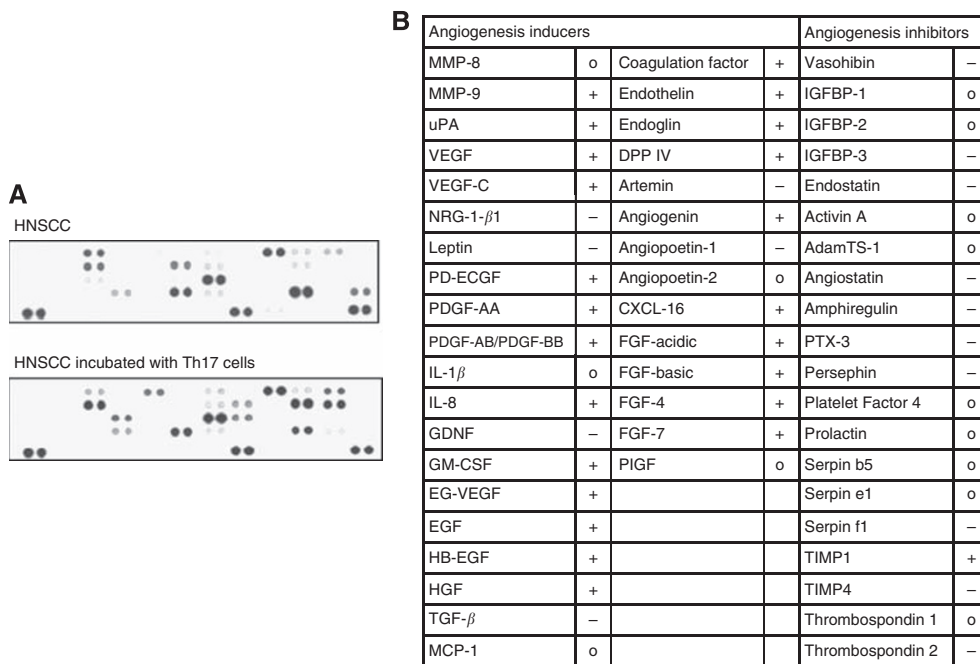 A
HNSCC
HNSCC incubated with Th17 cells
B
Angiogenesis inducers Angiogenesis inhibitors
MMP-8 o Coagulation factor + Vasohibin –
MMP-9 + Endothelin + IGFBP-1 o
uPA + Endoglin + IGFBP-2 o
VEGF + DPP IV + IGFBP-3 –
VEGF-C + Artemin – Endostatin –
NRG-1-β1 – Angiogenin + Activin A o
Leptin – Angiopoetin-1 – AdamTS-1 o
PD-ECGF + Angiopoetin-2 o Angiostatin –
PDGF-AA + CXCL-16 + Amphiregulin –
PDGF-AB/PDGF-BB + FGF-acidic + PTX-3 –
IL-1β o FGF-basic + Persephin –
IL-8 + FGF-4 + Platelet Factor 4 o
GDNF – FGF-7 + Prolactin o
GM-CSF + PIGF o Serpin b5 o
EG-VEGF + Serpin e1 o
EGF + Serpin f1 –
HB-EGF + TIMP1 +
HGF + TIMP4 –
TGF-β – Thrombospondin 1 o
MCP-1 o Thrombospondin 2 –